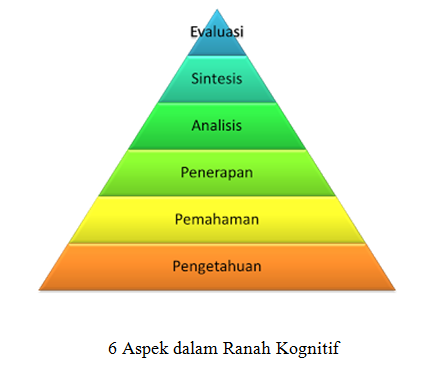 Evaluasi
Sintesis
Analisis
Penerapan
Pemahaman
Pengetahuan
6 Aspek dalam Ranah Kognitif